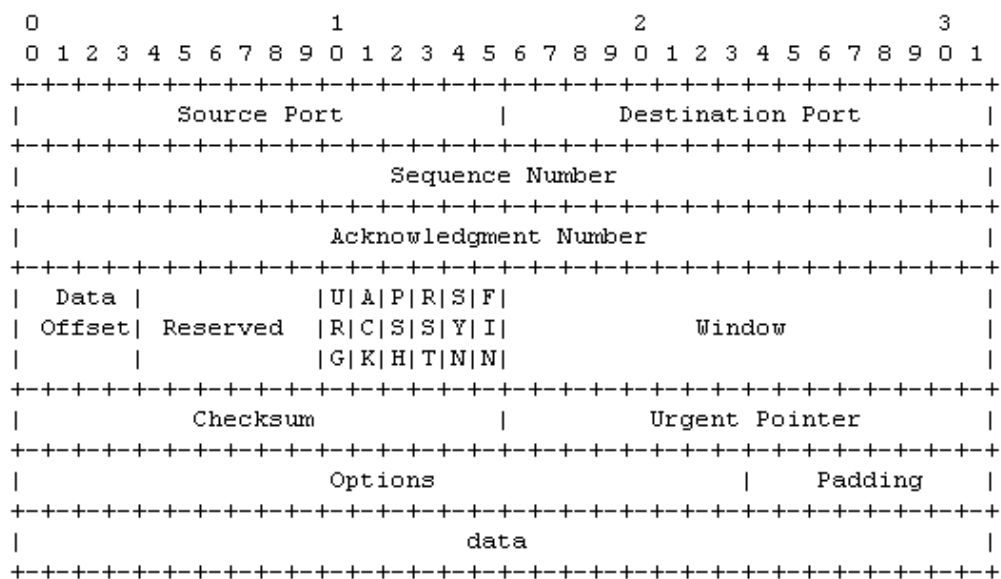 0                   1                   2                   3
 0 1 2 3 4 5 6 7 8 9 0 1 2 3 4 5 6 7 8 9 0 1 2 3 4 5 6 7 8 9 0 1
+-+-+-+-+-+-+-+-+-+-+-+-+-+-+-+-+-+-+-+-+-+-+-+-+-+-+-+-+-+-+-+-+
|          Source Port          |       Destination Port        |
+-+-+-+-+-+-+-+-+-+-+-+-+-+-+-+-+-+-+-+-+-+-+-+-+-+-+-+-+-+-+-+-+
|                        Sequence Number                        |
+-+-+-+-+-+-+-+-+-+-+-+-+-+-+-+-+-+-+-+-+-+-+-+-+-+-+-+-+-+-+-+-+
|                    Acknowledgment Number                      |
+-+-+-+-+-+-+-+-+-+-+-+-+-+-+-+-+-+-+-+-+-+-+-+-+-+-+-+-+-+-+-+-+
|  Data |           |U|A|P|R|S|F|                               |
| Offset| Reserved  |R|C|S|S|Y|I|            Window             |
|       |           |G|K|H|T|N|N|                               |
+-+-+-+-+-+-+-+-+-+-+-+-+-+-+-+-+-+-+-+-+-+-+-+-+-+-+-+-+-+-+-+-+
|           Checksum            |         Urgent Pointer        |
+-+-+-+-+-+-+-+-+-+-+-+-+-+-+-+-+-+-+-+-+-+-+-+-+-+-+-+-+-+-+-+-+
|                    Options                    |    Padding    |
+-+-+-+-+-+-+-+-+-+-+-+-+-+-+-+-+-+-+-+-+-+-+-+-+-+-+-+-+-+-+-+-+
|                             data                              |
+-+-+-+-+-+-+-+-+-+-+-+-+-+-+-+-+-+-+-+-+-+-+-+-+-+-+-+-+-+-+-+-+